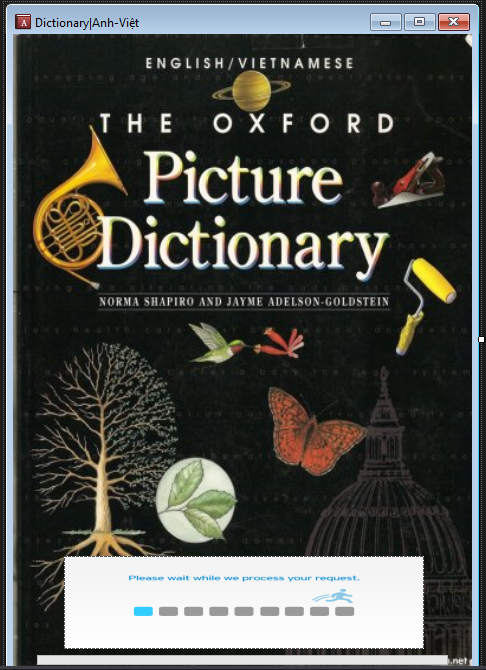 Dictionary|Anh-Việt
ENGLISH/VIETNAMESE
THE OXFORD
Picture
Dictionary
NORMA SHAPIRO AND JAYME ADELSON-GOLDSTEIN
Please wait while we process your request.
.net